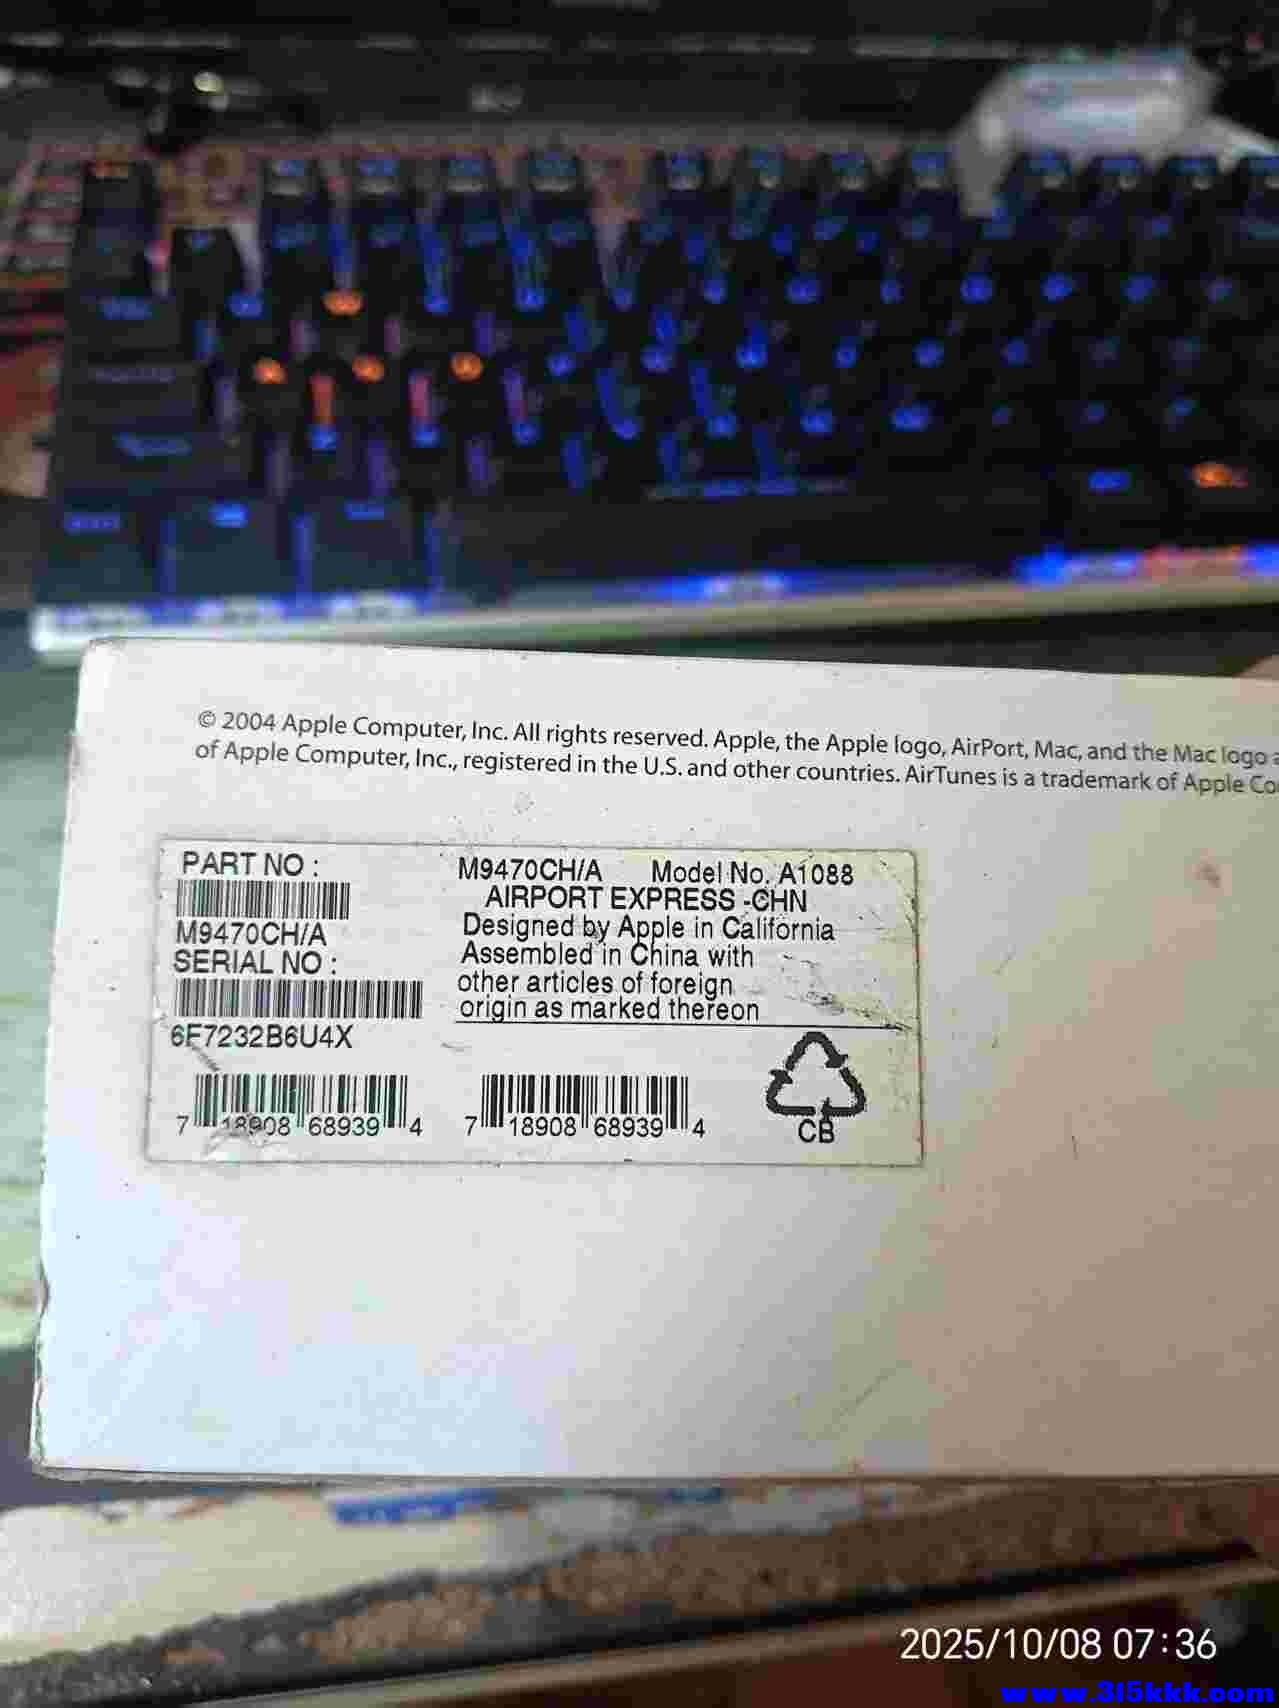 © 2004 Apple Computer, Inc. All rights reserved. Apple, the Apple logo, AirPort, Mac, and the Mac logo
of Apple Computer, Inc., registered in the U.S. and other countries. AirTunes is a trademark of Apple
PART NO :
M9470CH/A
SERIAL NO :
6F7232B6U4X
M9470CH/A Model No. A1088
AIRPORT EXPRESS -CHN
Designed by Apple in California
Assembled in China with
other articles of foreign
origin as marked thereon
7 18908 68939 4
7 18908 68939 4
CB
2025/10/08 07:36
www.3l5kkk.com